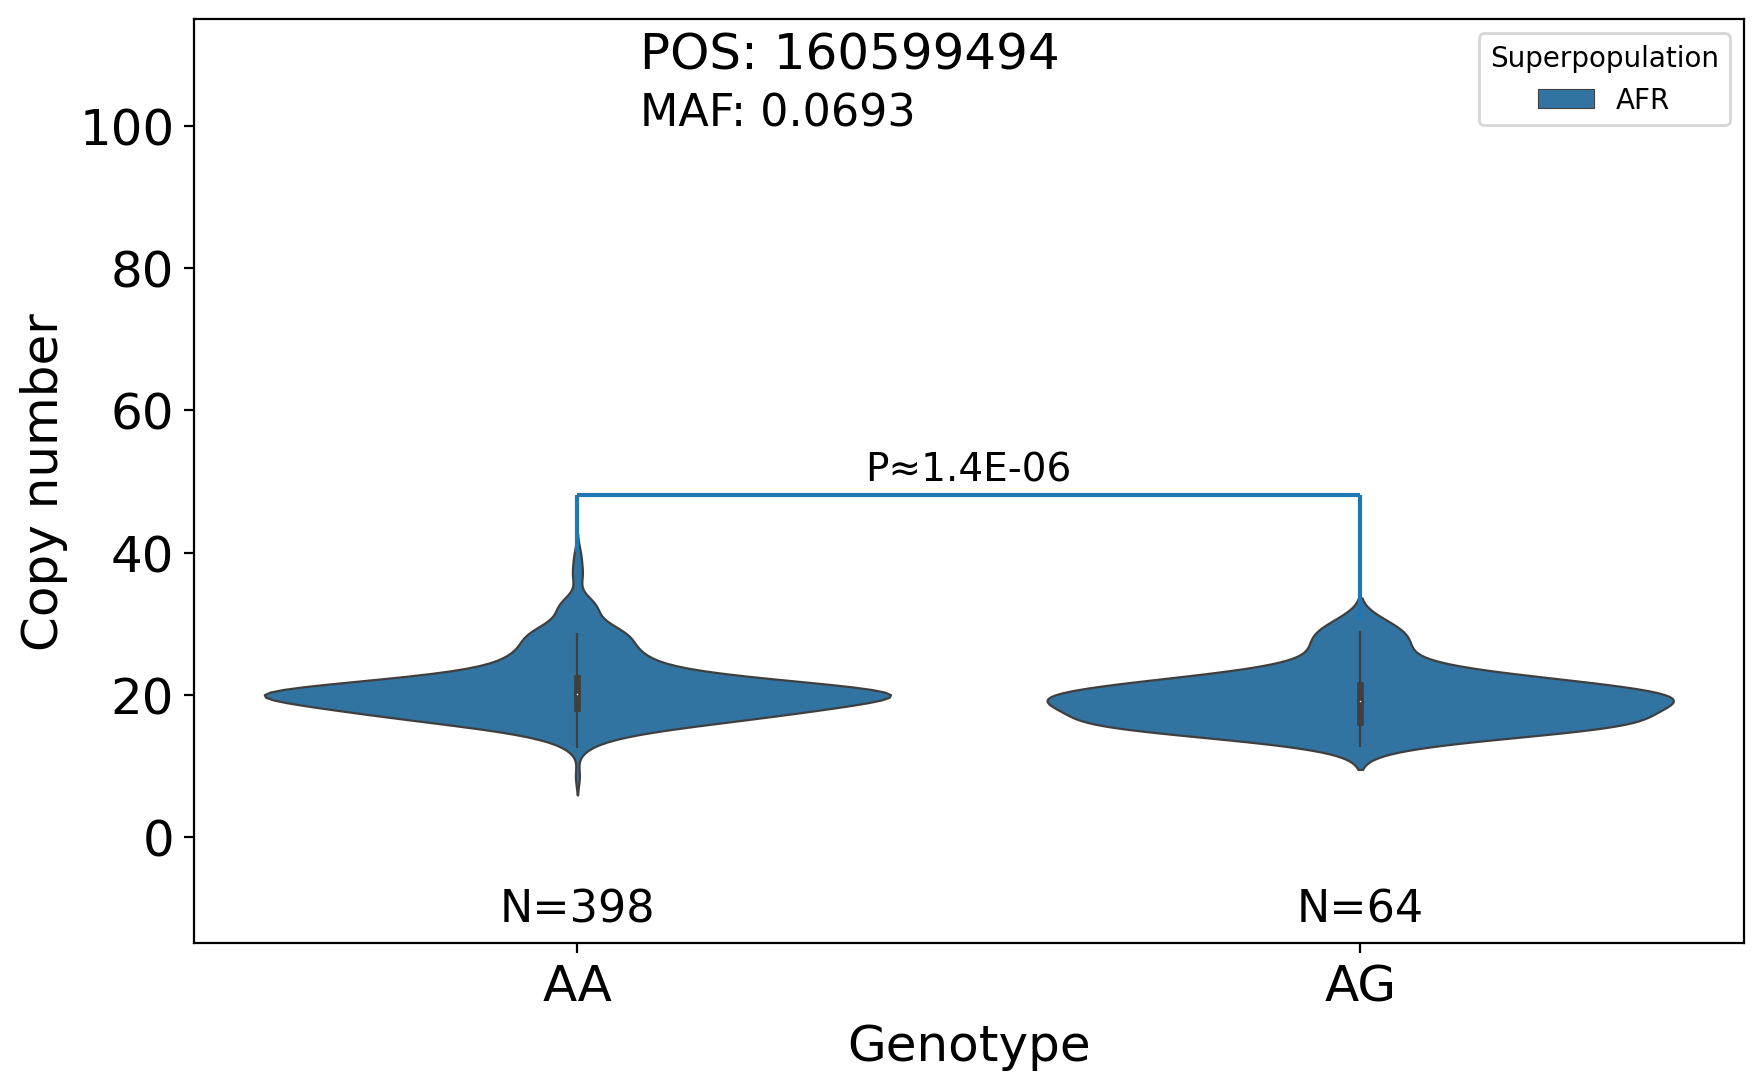 POS: 160599494
MAF: 0.0693
Superpopulation
AFR
100
80
60
40
20
0
Copy number
P≈1.4E-06
N=398
N=64
AA
AG
Genotype